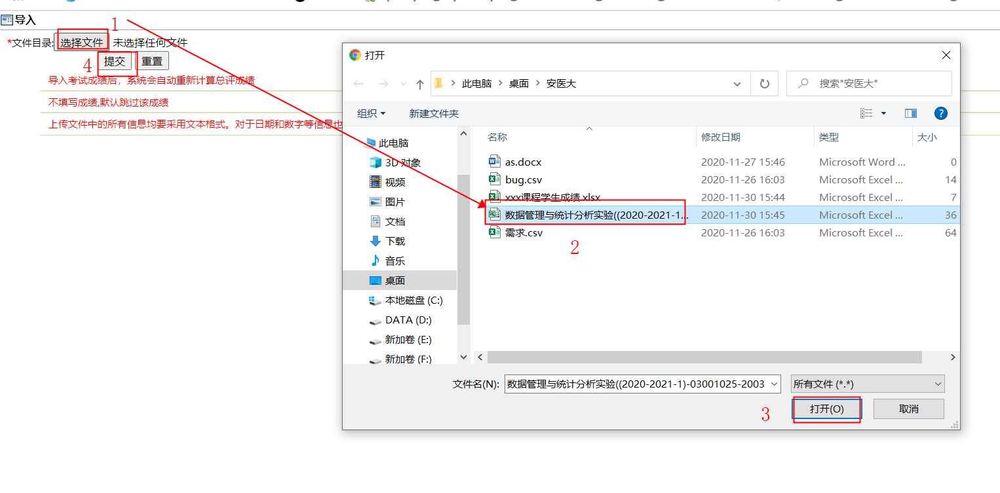 导入
1
*文件目录: 选择文件 未选择任何文件
4 提交 重置
导入考试成绩后，系统会自动重新计算总评成绩
不填写成绩,默认跳过该成绩
上传文件中的所有信息均要采用文本格式。对于日期和数字等信息也
打开
此电脑 桌面 安医大
搜索"安医大"
组织 新建文件夹
此电脑
3D 对象
视频
图片
文档
下载
音乐
桌面
本地磁盘 (C:)
DATA (D:)
新加卷 (E:)
新加卷 (F:)
名称 修改日期 类型 大小
as.docx 2020-11-27 15:46 Microsoft Word ... 0
bug.csv 2020-11-26 16:03 Microsoft Excel ... 14
xxx课程学生成绩.xlsx 2020-11-30 15:44 Microsoft Excel ... 7
数据管理与统计分析实验((2020-2021-1... 2020-11-30 15:45 Microsoft Excel ... 36
需求.csv 2020-11-26 16:03 Microsoft Excel ... 64
2
文件名(N): 数据管理与统计分析实验((2020-2021-1)-03001025-2003 所有文件 (*.*)
3 打开(O) 取消